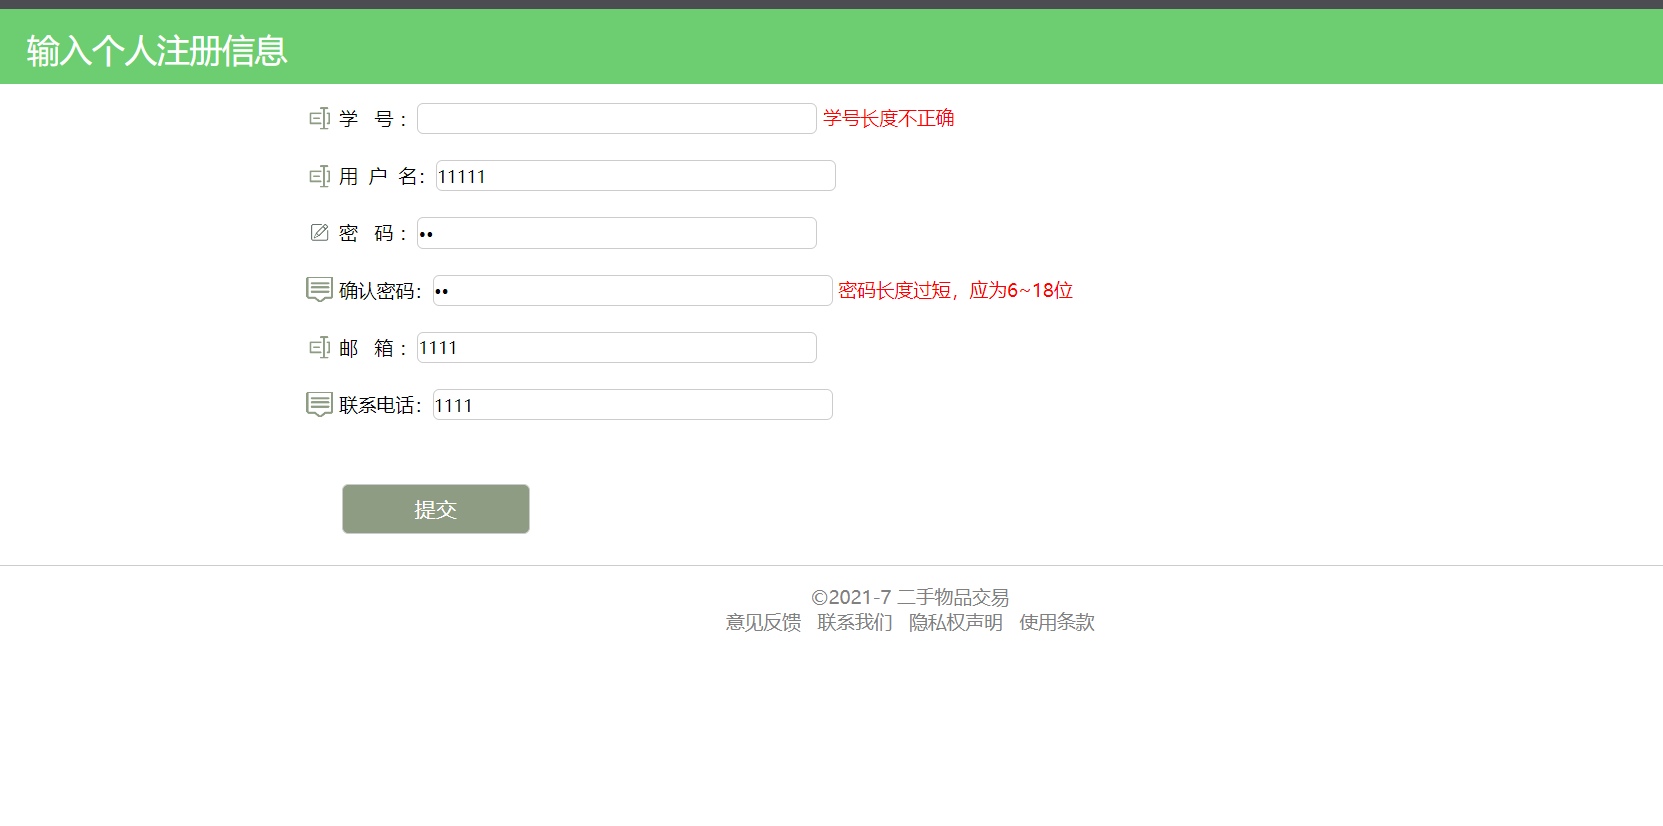 输入个人注册信息
学 号： 学号长度不正确
用 户 名： 11111
密 码： ••
确认密码： •• 密码长度过短，应为6~18位
邮 箱： 1111
联系电话： 1111
提交
©2021-7 二手物品交易
意见反馈 联系我们 隐私权声明 使用条款